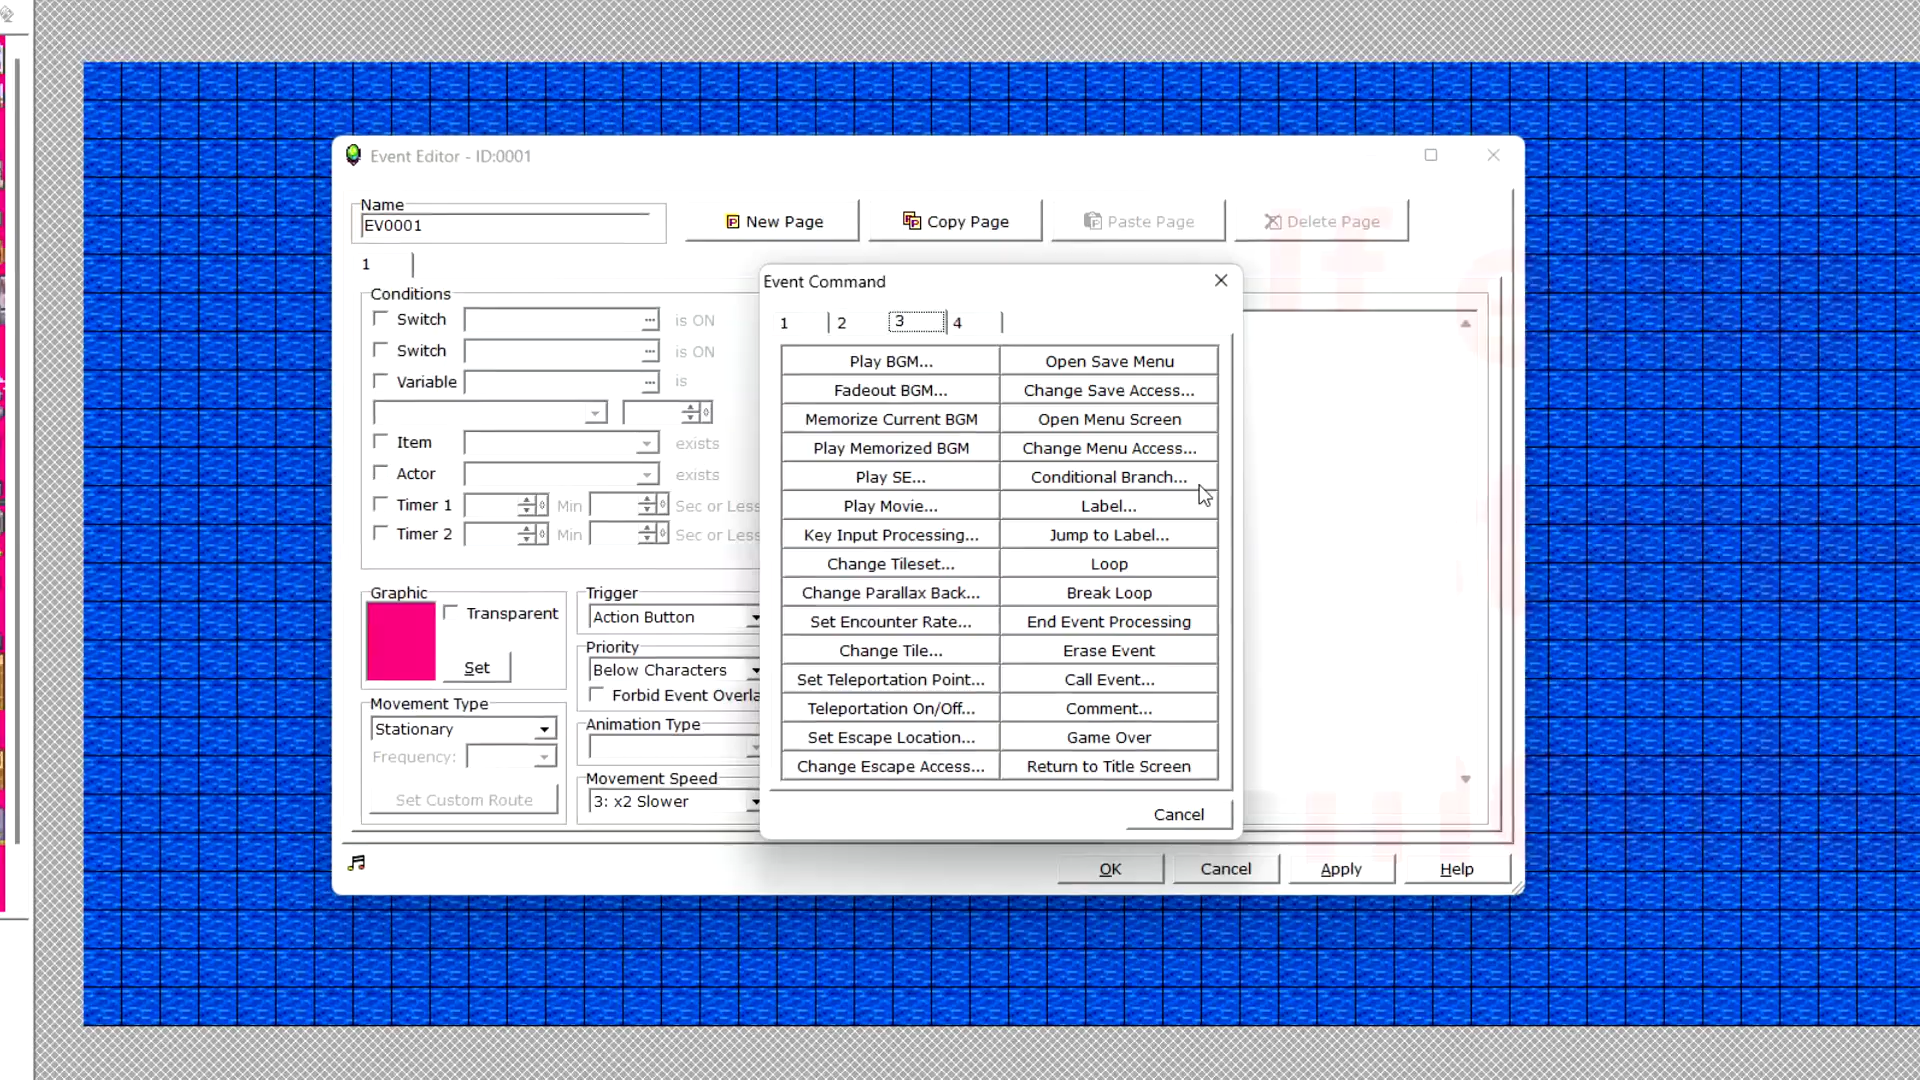 Event Editor - ID:0001
Name
EV0001
New Page
Copy Page
Paste Page
Delete Page
1
Conditions
Switch
... is ON
Switch
... is ON
Variable
... is
Item
exists
Actor
exists
Timer 1
Min
Sec or Less
Timer 2
Min
Sec or Less
Graphic
Transparent
Set
Movement Type
Stationary
Frequency:
Set Custom Route
Trigger
Action Button
Priority
Below Characters
Forbid Event Overla
Animation Type
Movement Speed
3: x2 Slower
Event Command
1 2 3 4
Play BGM...
Fadeout BGM...
Memorize Current BGM
Play Memorized BGM
Play SE...
Play Movie...
Key Input Processing...
Change Tileset...
Change Parallax Back...
Set Encounter Rate...
Change Tile...
Set Teleportation Point...
Teleportation On/Off...
Set Escape Location...
Change Escape Access...
Open Save Menu
Change Save Access...
Open Menu Screen
Change Menu Access...
Conditional Branch...
Label...
Jump to Label...
Loop
Break Loop
End Event Processing
Erase Event
Call Event...
Comment...
Game Over
Return to Title Screen
Cancel
OK
Cancel
Apply
Help